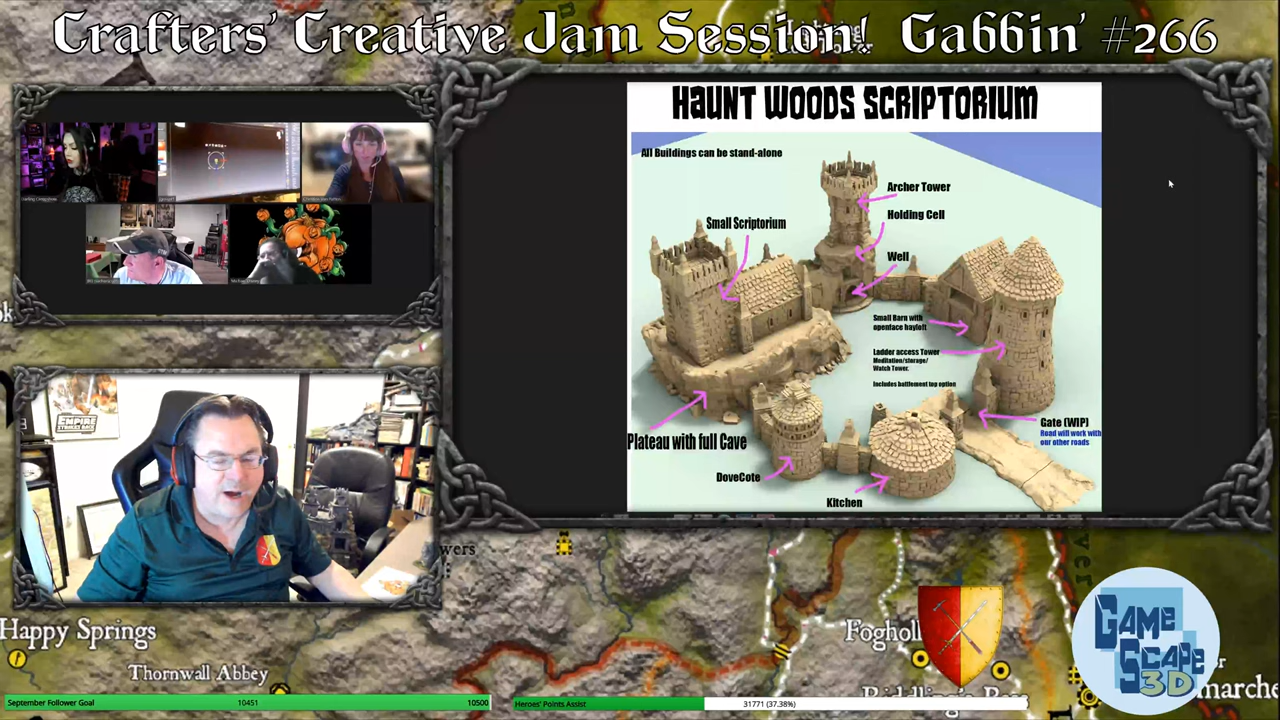 Crafters' Creative Jam Session! Gabbin' #266
HAUNT WOODS SCRIPTORIUM
All Buildings can be stand-alone
Archer Tower
Small Scriptorium
Holding Cell
Well
Small Barn with
openface hayloft
Ladder access Tower
Meditation/storage/
Watch Tower.
Includes battlement top option
Gate (WIP)
Road will work with
our other roads
Plateau with full Cave
DoveCote
Kitchen
THE
EMPIRE
STRIKES BACK
Happy Springs
Thornwall Abbey
GAME
SCAPE
3D
September Follower Goal
10451
10500
Heroes' Points Assist
31771 (37.38%)